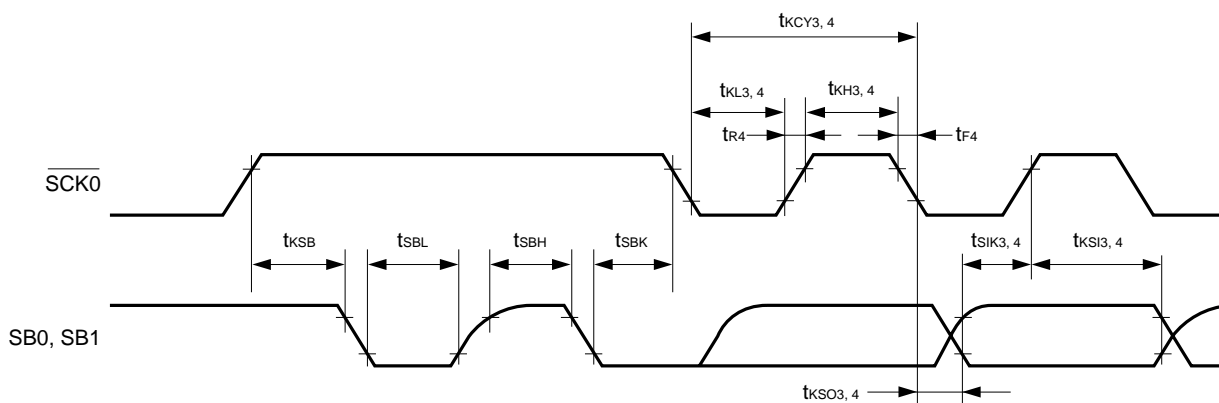 tKCY3, 4
tKL3, 4
tKH3, 4
tR4
tF4
SCK0
tKSB
tSBL
tSBH
tSBK
tSIK3, 4
tKSI3, 4
SB0, SB1
tKSO3, 4